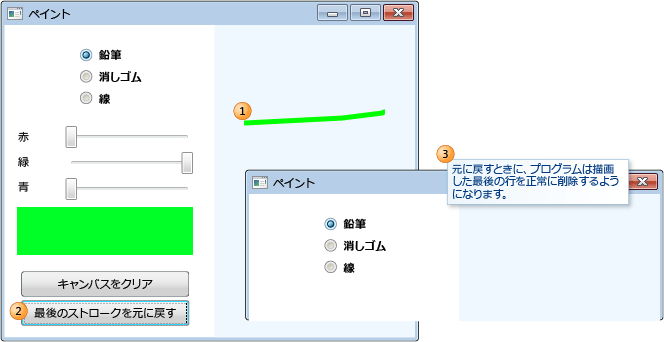 ペイント
鉛筆
消しゴム
線
赤
緑
青
キャンバスをクリア
2
最後のストロークを元に戻す
1
3
元に戻すときに、プログラムは描画
した最後の行を正常に削除するよう
になります。
ペイント
鉛筆
消しゴム
線